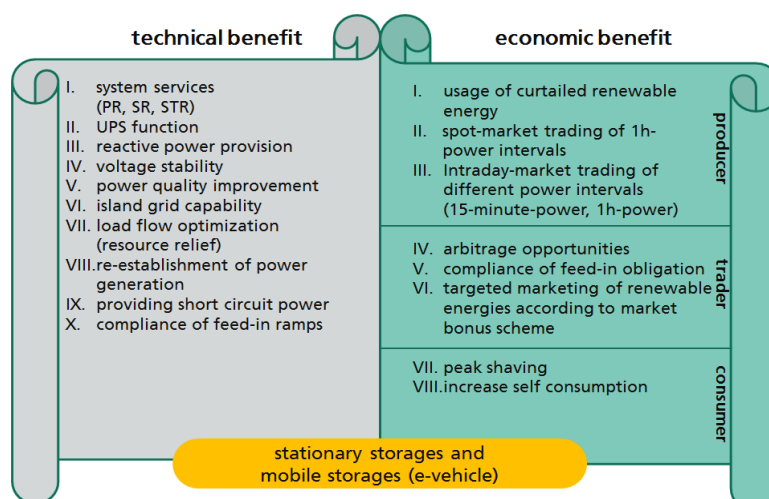 technical benefit
I. system services
(PR, SR, STR)
II. UPS function
III. reactive power provision
IV. voltage stability
V. power quality improvement
VI. island grid capability
VII. load flow optimization
(resource relief)
VIII.re-establishment of power
generation
IX. providing short circuit power
X. compliance of feed-in ramps
economic benefit
I. usage of curtailed renewable
energy
II. spot-market trading of 1h-
power intervals
III. Intraday-market trading of
different power intervals
(15-minute-power, 1h-power)
producer
IV. arbitrage opportunities
V. compliance of feed-in obligation
VI. targeted marketing of renewable
energies according to market
bonus scheme
trader
VII. peak shaving
VIII.increase self consumption
consumer
stationary storages and
mobile storages (e-vehicle)